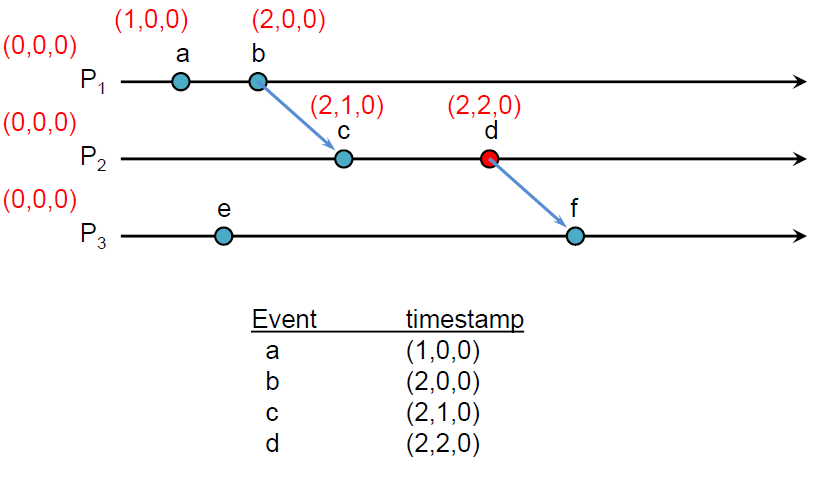 (1,0,0) (2,0,0)
(0,0,0) a b
P1
(2,1,0) (2,2,0)
(0,0,0) c d
P2
(0,0,0) e f
P3
Event timestamp
a (1,0,0)
b (2,0,0)
c (2,1,0)
d (2,2,0)